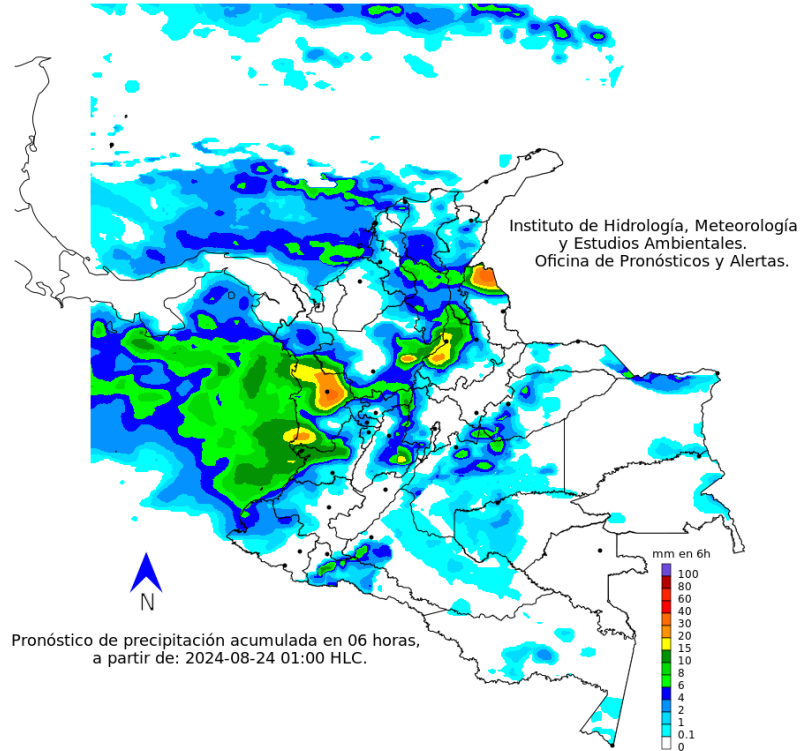 Instituto de Hidrología, Meteorología
y Estudios Ambientales.
Oficina de Pronósticos y Alertas.
N
Pronóstico de precipitación acumulada en 06 horas,
a partir de: 2024-08-24 01:00 HLC.
mm en 6h
100
80
60
40
30
20
15
10
8
6
4
2
1
0.1
0